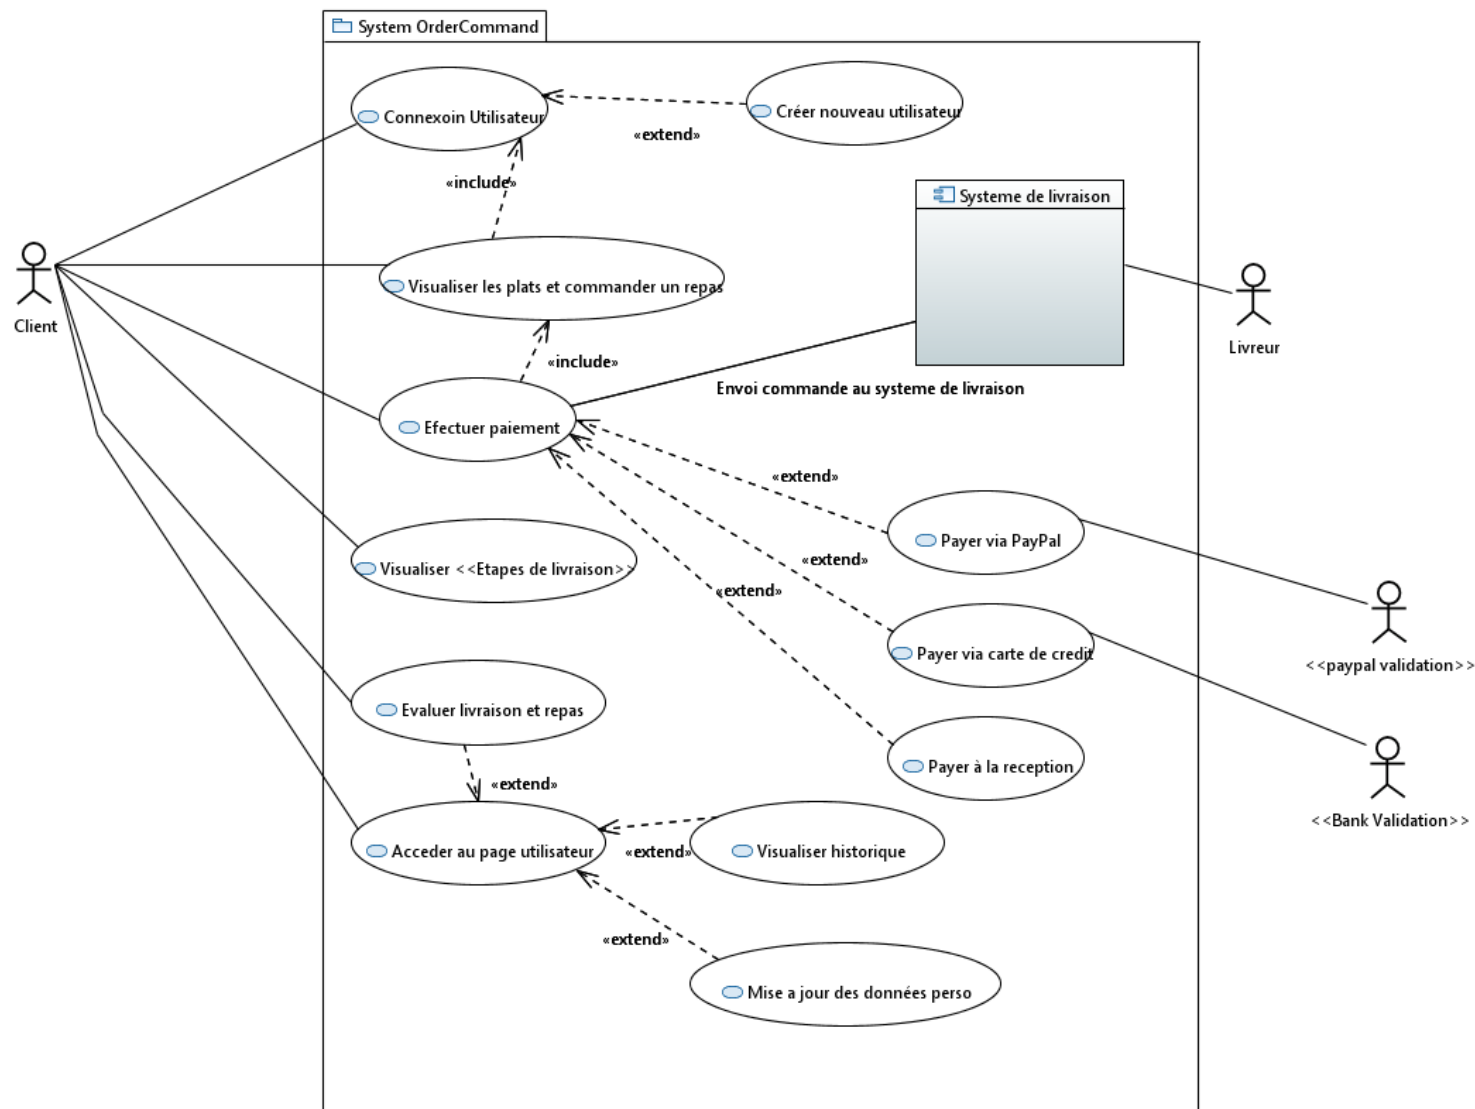 System OrderCommand
Connexoin Utilisateur
Créer nouveau utilisateur
«extend»
«include»
Systeme de livraison
Client
Visualiser les plats et commander un repas
Livreur
«include»
Envoi commande au systeme de livraison
Efectuer paiement
«extend»
Payer via PayPal
Visualiser <<Etapes de livraison>>
«extend»
«extend»
Payer via carte de credit
<<paypal validation>>
Evaluer livraison et repas
Payer à la reception
«extend»
<<Bank Validation>>
Acceder au page utilisateur
«extend»
Visualiser historique
«extend»
Mise a jour des données perso